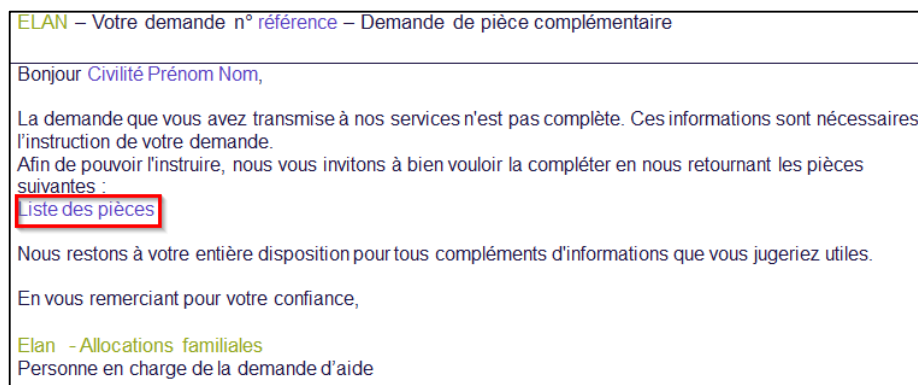 ELAN – Votre demande n° référence – Demande de pièce complémentaire
Bonjour Civilité Prénom Nom,
La demande que vous avez transmise à nos services n'est pas complète. Ces informations sont nécessaires
l'instruction de votre demande.
Afin de pouvoir l'instruire, nous vous invitons à bien vouloir la compléter en nous retournant les pièces
suivantes :
Liste des pièces
Nous restons à votre entière disposition pour tous compléments d'informations que vous jugeriez utiles.
En vous remerciant pour votre confiance,
Elan - Allocations familiales
Personne en charge de la demande d'aide